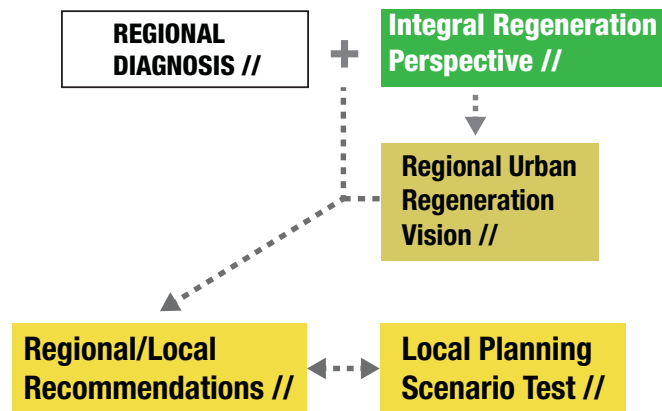 REGIONAL
DIAGNOSIS //
+
Integral Regeneration
Perspective //
Regional Urban
Regeneration
Vision //
Regional/Local
Recommendations //
Local Planning
Scenario Test //